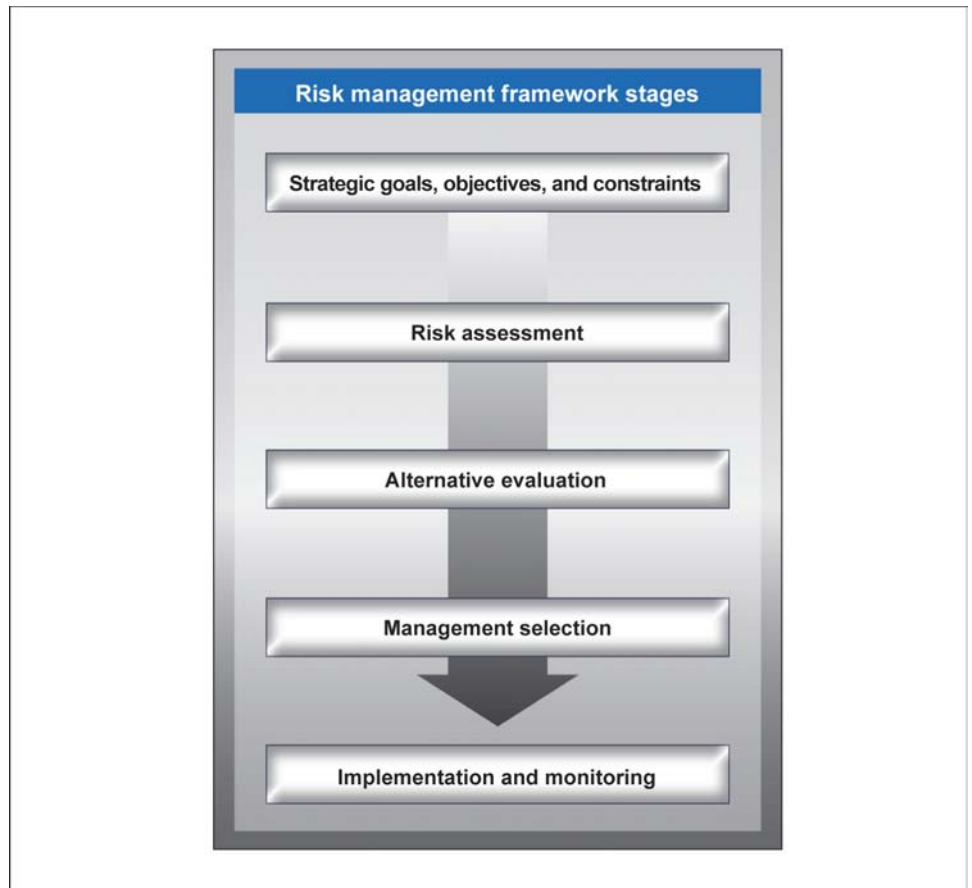 Risk management framework stages
Strategic goals, objectives, and constraints
Risk assessment
Alternative evaluation
Management selection
Implementation and monitoring